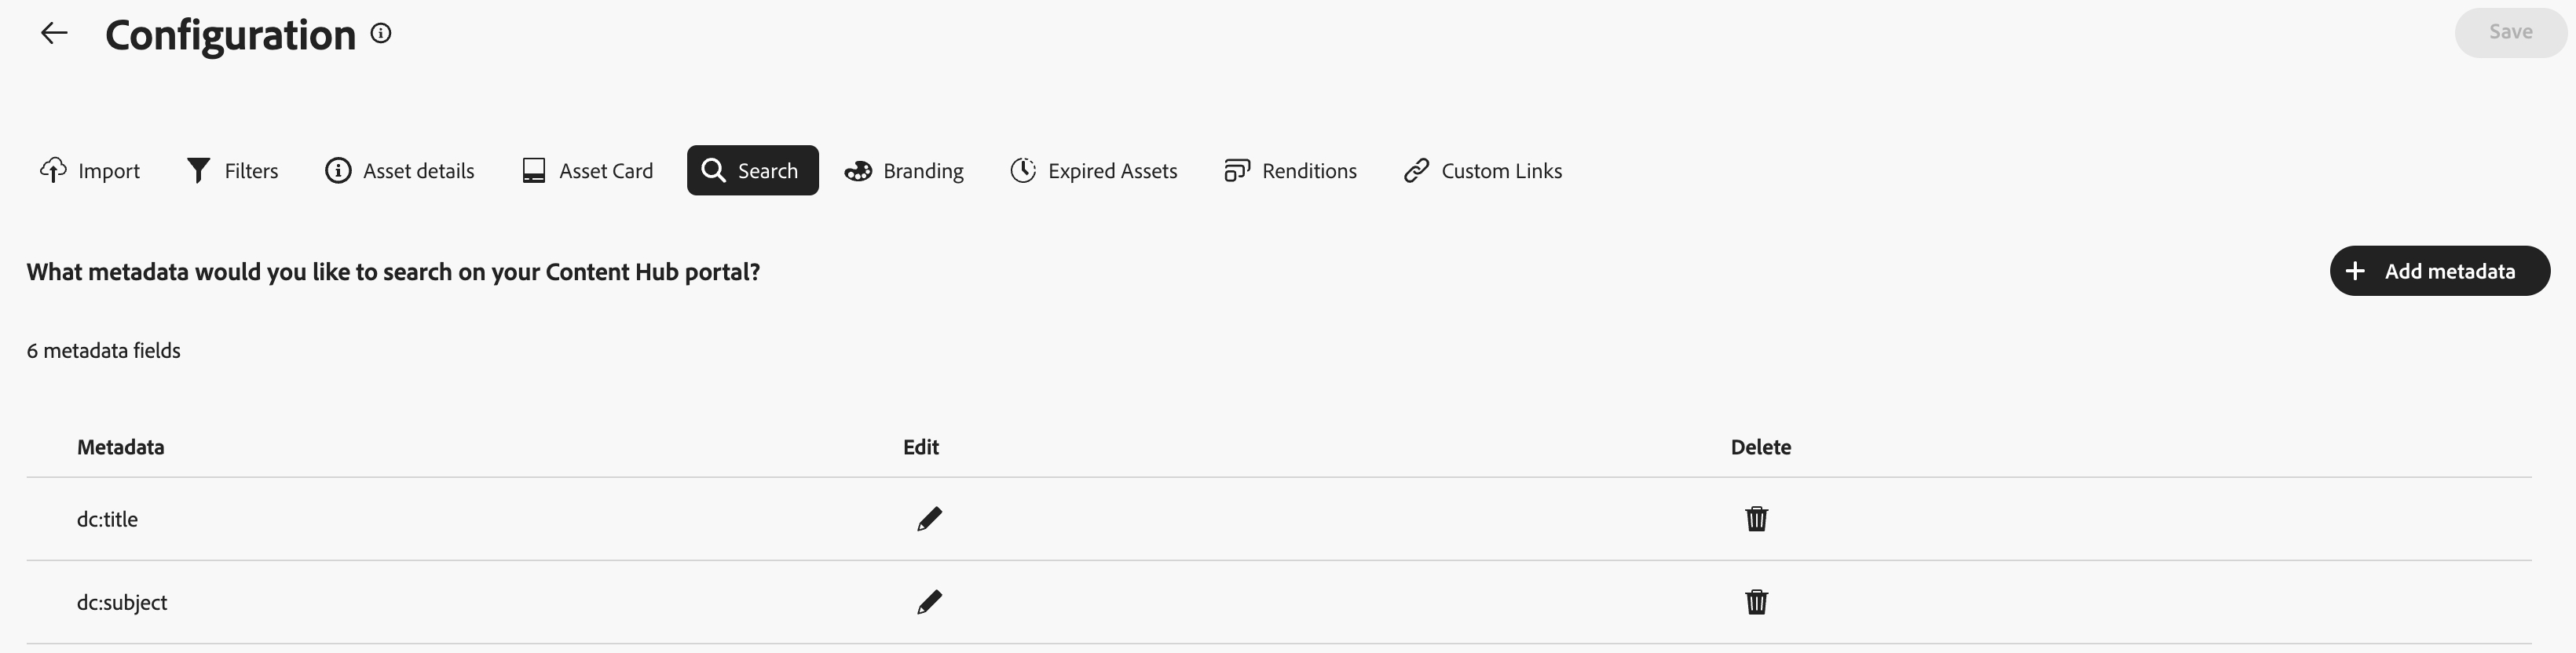 Configuration
Save
Import Filters Asset details Asset Card Search Branding Expired Assets Renditions Custom Links
What metadata would you like to search on your Content Hub portal?
Add metadata
6 metadata fields
Metadata Edit Delete
dc:title
dc:subject